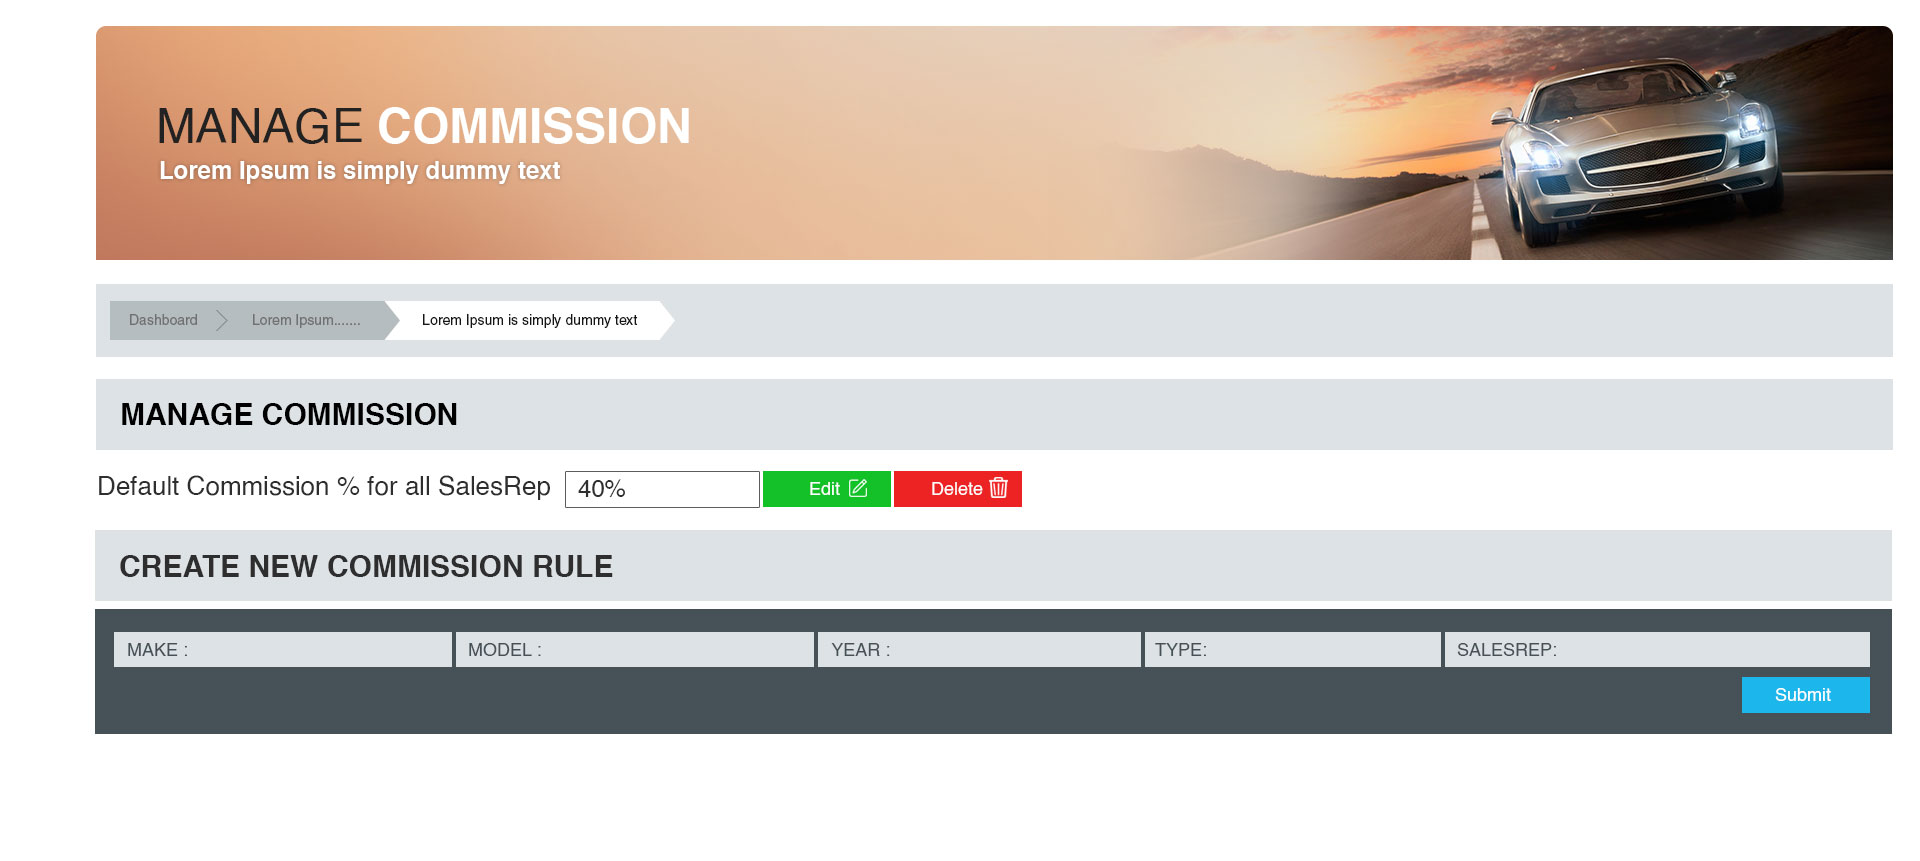 MANAGE COMMISSION
Lorem Ipsum is simply dummy text
Dashboard Lorem Ipsum....... Lorem Ipsum is simply dummy text
MANAGE COMMISSION
Default Commission % for all SalesRep 40% Edit Delete
CREATE NEW COMMISSION RULE
MAKE : MODEL : YEAR : TYPE: SALESREP:
Submit